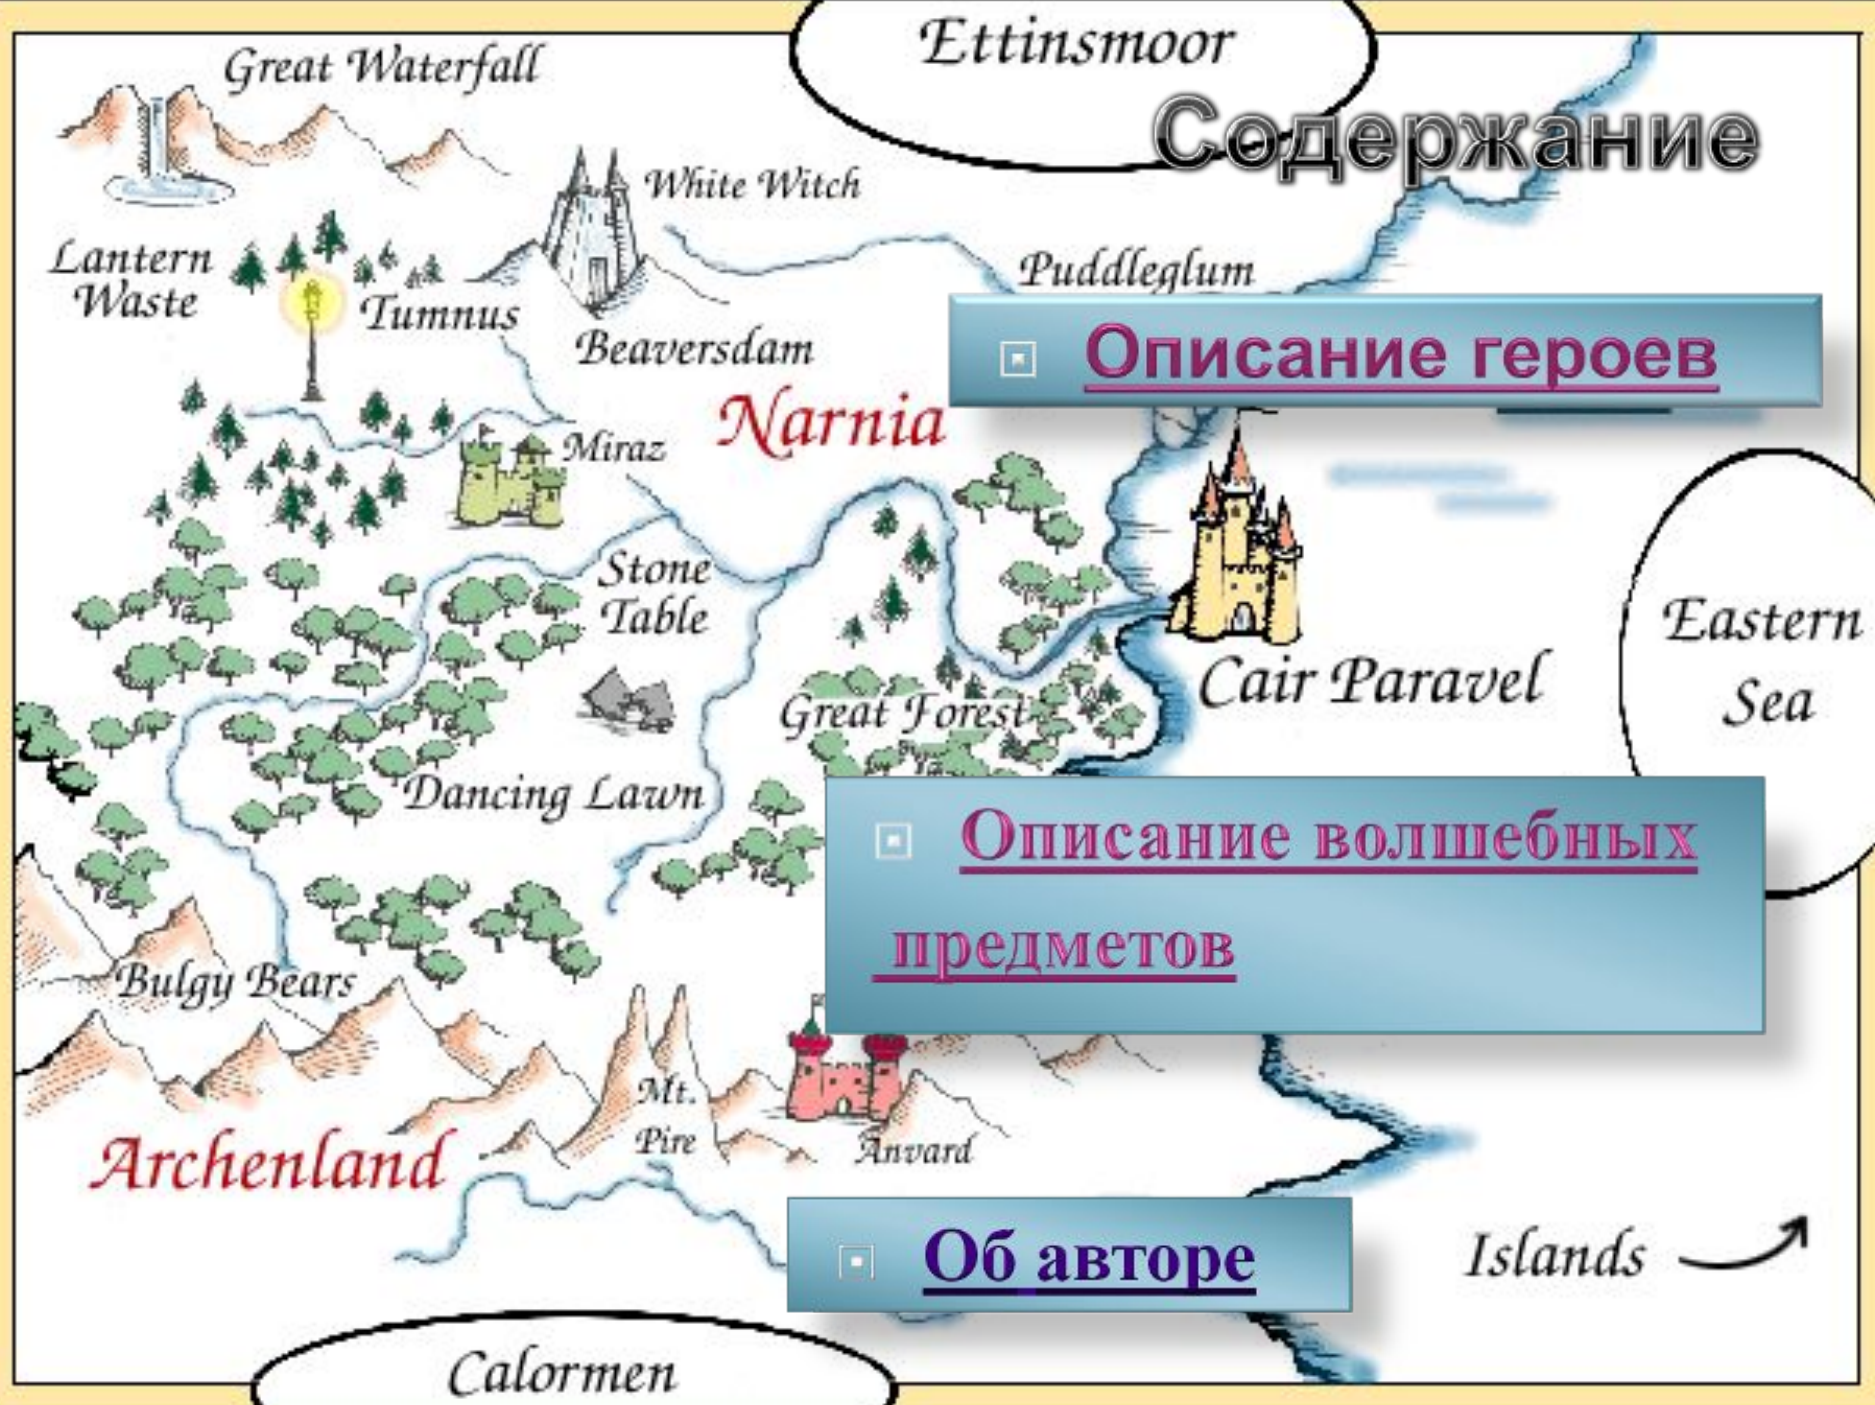 Ettinsmoor
Great Waterfall
Содержание
White Witch
Lantern
Waste
Puddleglum
Tumnus
Beaversdam
Описание героев
Narnia
Miraz
Stone
Table
Eastern
Sea
Cair Paravel
Great Forest
Dancing Lawn
Описание волшебных
предметов
Bulgy Bears
Mt.
Pire
Anvard
Archenland
Об авторе
Islands
Calormen